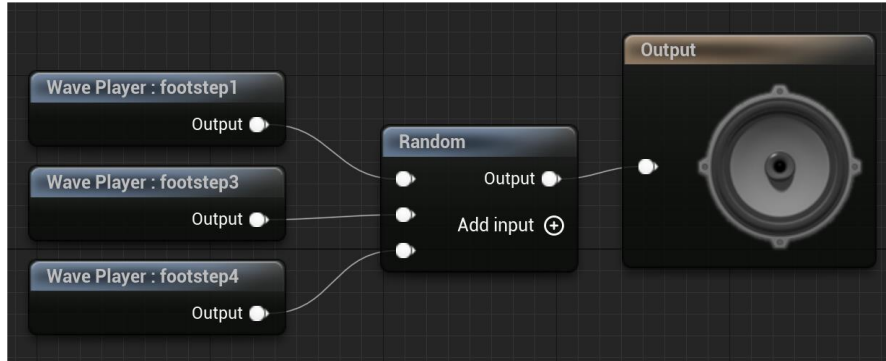 Wave Player : footstep1
Output
Wave Player : footstep3
Output
Wave Player : footstep4
Output
Random
Output
Add input
Output